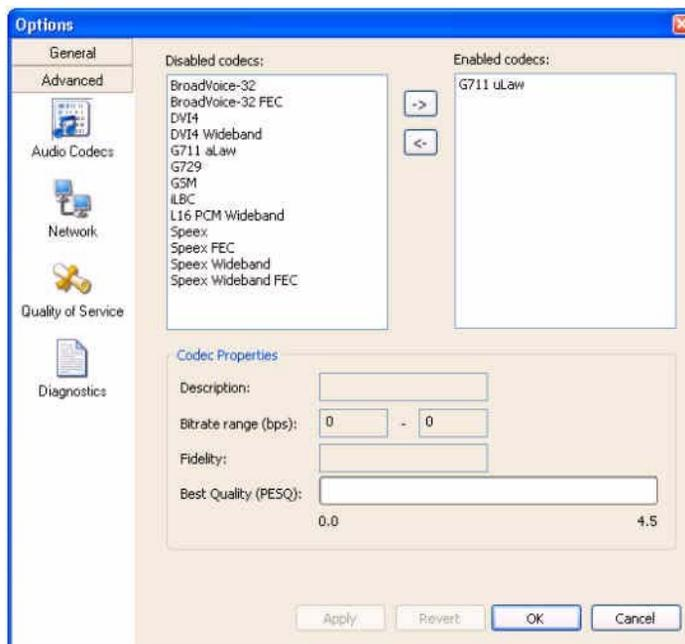 Options
General
Advanced
Audio Codecs
Network
Quality of Service
Diagnostics
Disabled codecs:
BroadVoice-32
BroadVoice-32 FEC
DVI4
DVI4 Wideband
G711 aLaw
G729
GSM
iLBC
L16 PCM Wideband
Speex
Speex FEC
Speex Wideband
Speex Wideband FEC
->
<-
Enabled codecs:
G711 uLaw
Codec Properties
Description:
Bitrate range (bps): 0 - 0
Fidelity:
Best Quality (PESQ):
0.0 4.5
Apply Revert OK Cancel